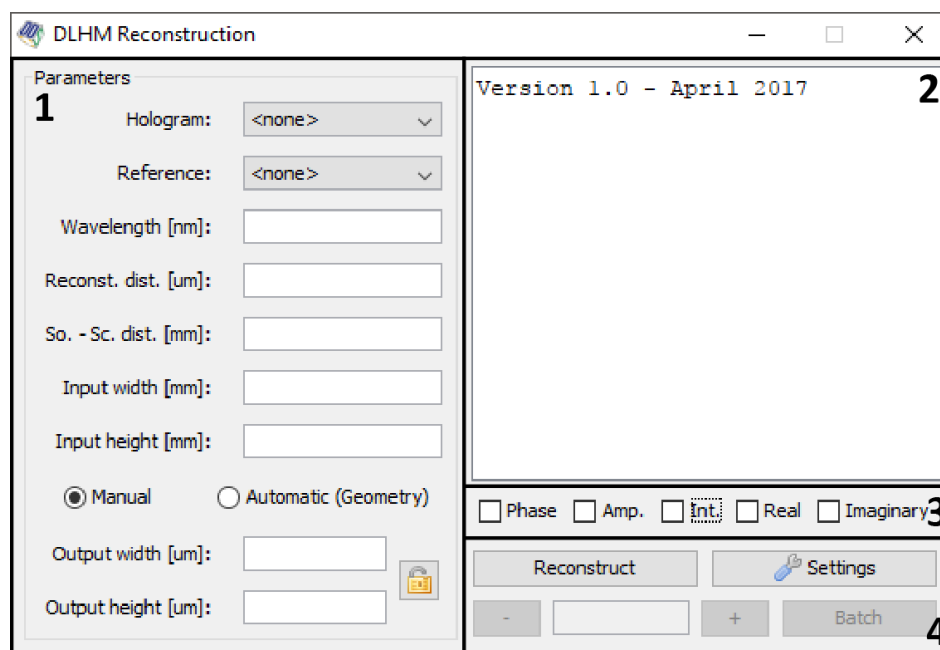 DLHM Reconstruction
Parameters
1
Hologram: <none>
Reference: <none>
Wavelength [nm]:
Reconst. dist. [um]:
So. - Sc. dist. [mm]:
Input width [mm]:
Input height [mm]:
Manual Automatic (Geometry)
Output width [um]:
Output height [um]:
Version 1.0 - April 2017
2
Phase Amp. Int. Real Imaginary
3
Reconstruct Settings
- + Batch
4